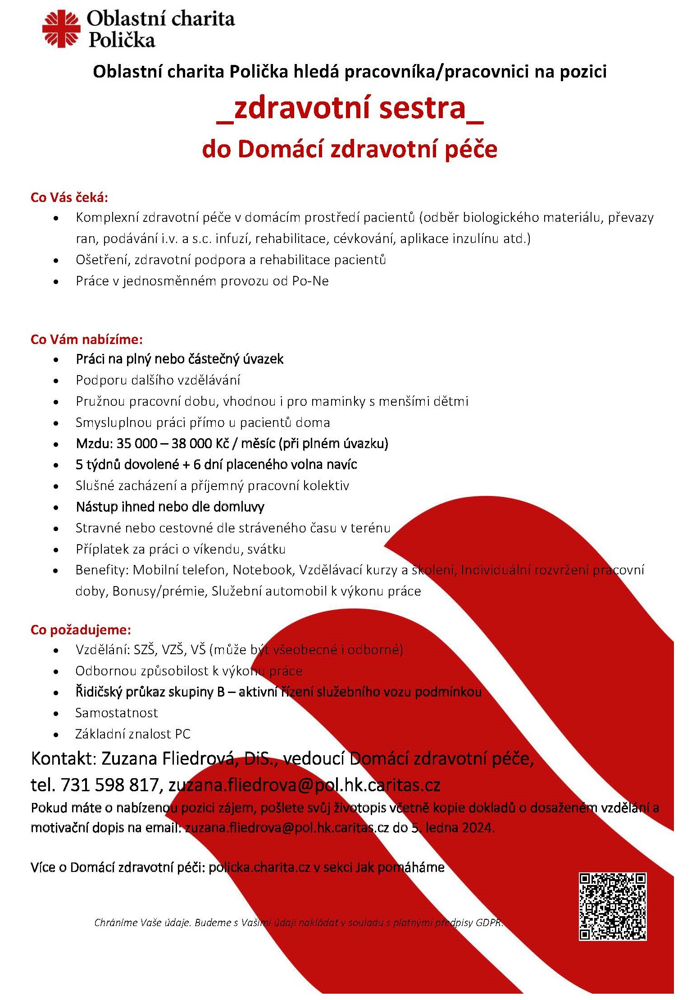 Oblastní charita
Polička
Oblastní charita Polička hledá pracovníka/pracovnici na pozici
_zdravotní sestra_
do Domácí zdravotní péče
Co Vás čeká:
• Komplexní zdravotní péče v domácím prostředí pacientů (odběr biologického materiálu, převazy
ran, podávání i.v. a s.c. infuzí, rehabilitace, cévkování, aplikace inzulínu atd.)
• Ošetření, zdravotní podpora a rehabilitace pacientů
• Práce v jednosměnném provozu od Po-Ne
Co Vám nabízíme:
• Práci na plný nebo částečný úvazek
• Podporu dalšího vzdělávání
• Pružnou pracovní dobu, vhodnou i pro maminky s menšími dětmi
• Smysluplnou práci přímo u pacientů doma
• Mzdu: 35 000 – 38 000 Kč / měsíc (při plném úvazku)
• 5 týdnů dovolené + 6 dní placeného volna navíc
• Slušné zacházení a příjemný pracovní kolektiv
• Nástup ihned nebo dle domluvy
• Stravné nebo cestovné dle stráveného času v terénu
• Příplatek za práci o víkendu, svátku
• Benefity: Mobilní telefon, Notebook, Vzdělávací kurzy a školení, Individuální rozvržení pracovní
doby, Bonusy/prémie, Služební automobil k výkonu práce
Co požadujeme:
• Vzdělání: SZŠ, VZŠ, VŠ (může být všeobecné i odborné)
• Odbornou způsobilost k výkonu práce
• Řidičský průkaz skupiny B – aktivní řízení služebního vozu podmínkou
• Samostatnost
• Základní znalost PC
Kontakt: Zuzana Fliedrová, DiS., vedoucí Domácí zdravotní péče,
tel. 731 598 817, zuzana.fliedrova@pol.hk.caritas.cz
Pokud máte o nabízenou pozici zájem, pošlete svůj životopis včetně kopie dokladů o dosaženém vzdělání a
motivační dopis na email: zuzana.fliedrova@pol.hk.caritas.cz do 5. ledna 2024.
Více o Domácí zdravotní péči: policka.charita.cz v sekci Jak pomáháme
Chráníme Vaše údaje. Budeme s Vašimi údaji nakládat v souladu s platnými předpisy GDPR.